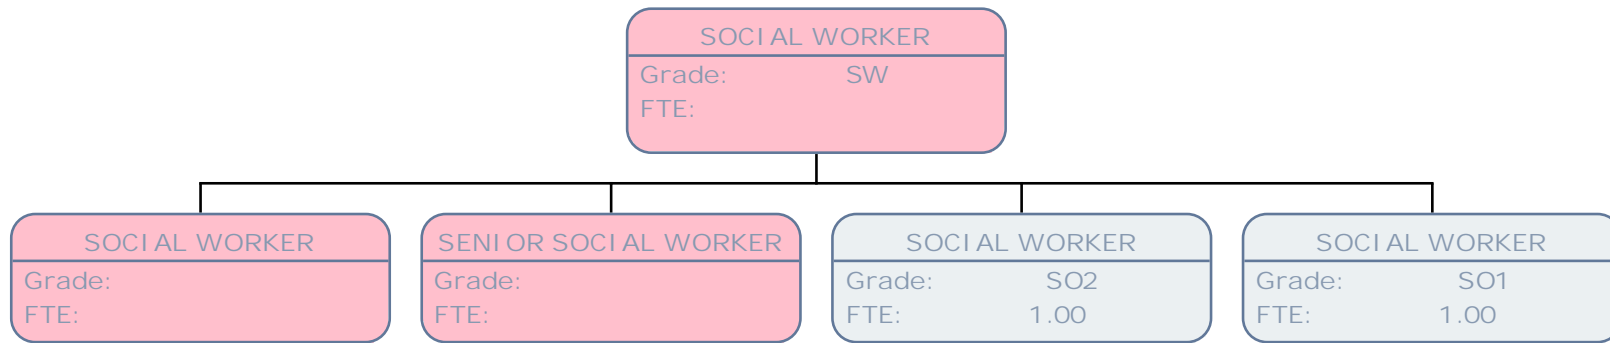 SOCIAL WORKER
Grade: SW
FTE:
SOCIAL WORKER
Grade:
FTE:
SENIOR SOCIAL WORKER
Grade:
FTE:
SOCIAL WORKER
Grade: SO2
FTE: 1.00
SOCIAL WORKER
Grade: SO1
FTE: 1.00